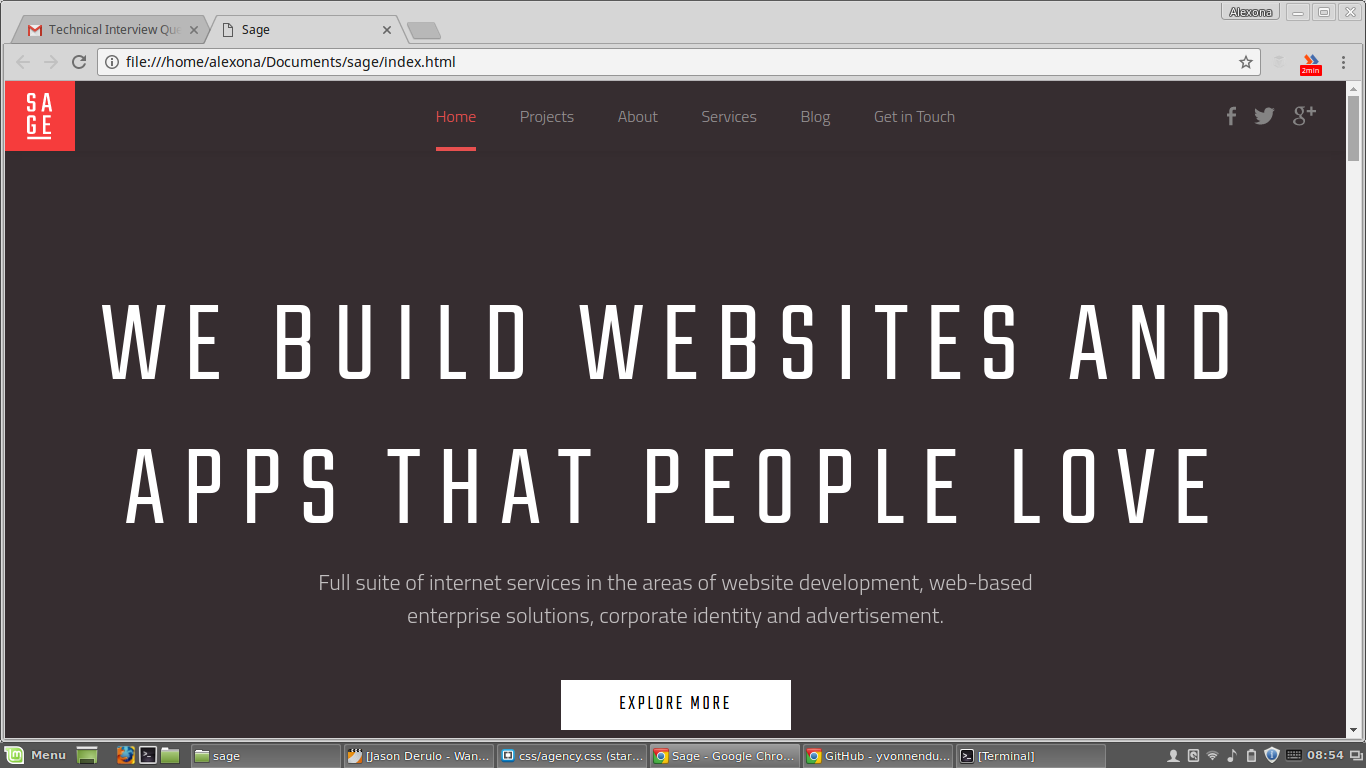 Alexona
Technical Interview Qu
Sage
file:///home/alexona/Documents/sage/index.html
2min
SA
GE
Home Projects About Services Blog Get in Touch
WE BUILD WEBSITES AND
APPS THAT PEOPLE LOVE
Full suite of internet services in the areas of website development, web-based
enterprise solutions, corporate identity and advertisement.
EXPLORE MORE
Menu sage [Jason Derulo - Wan... css/agency.css (star... Sage - Google Chro... GitHub - yvonnendu... [Terminal] 08:54